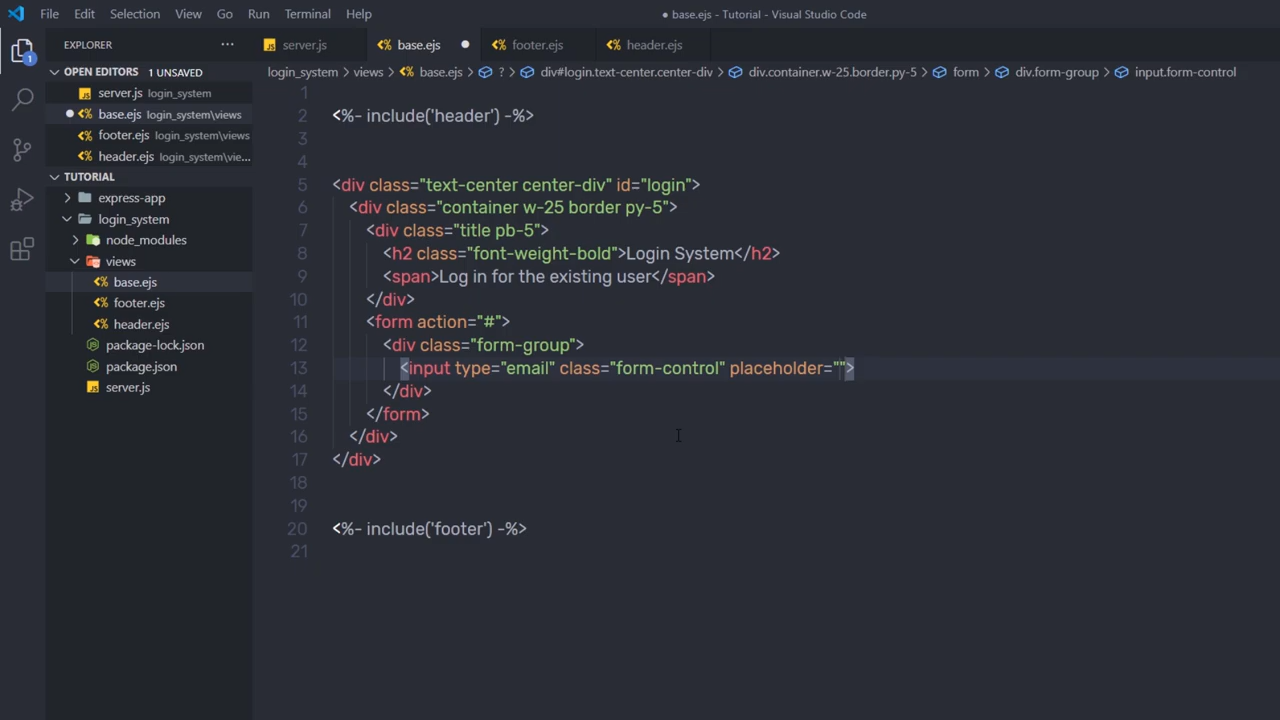 File Edit Selection View Go Run Terminal Help
● base.ejs - Tutorial - Visual Studio Code
EXPLORER
server.js
base.ejs
footer.ejs
header.ejs
1
OPEN EDITORS 1 UNSAVED
login_system > views > base.ejs > ? > div#login.text-center.center-div > div.container.w-25.border.py-5 > form > div.form-group > input.form-control
server.js login_system
base.ejs login_system\views
footer.ejs login_system\views
header.ejs login_system\vie...
TUTORIAL
express-app
login_system
node_modules
views
base.ejs
footer.ejs
header.ejs
package-lock.json
package.json
server.js
1
2 <%- include('header') -%>
3
4
5 <div class="text-center center-div" id="login">
6 <div class="container w-25 border py-5">
7 <div class="title pb-5">
8 <h2 class="font-weight-bold">Login System</h2>
9 <span>Log in for the existing user</span>
10 </div>
11 <form action="#">
12 <div class="form-group">
13 <input type="email" class="form-control" placeholder="">
14 </div>
15 </form>
16 </div>
17 </div>
18
19
20 <%- include('footer') -%>
21